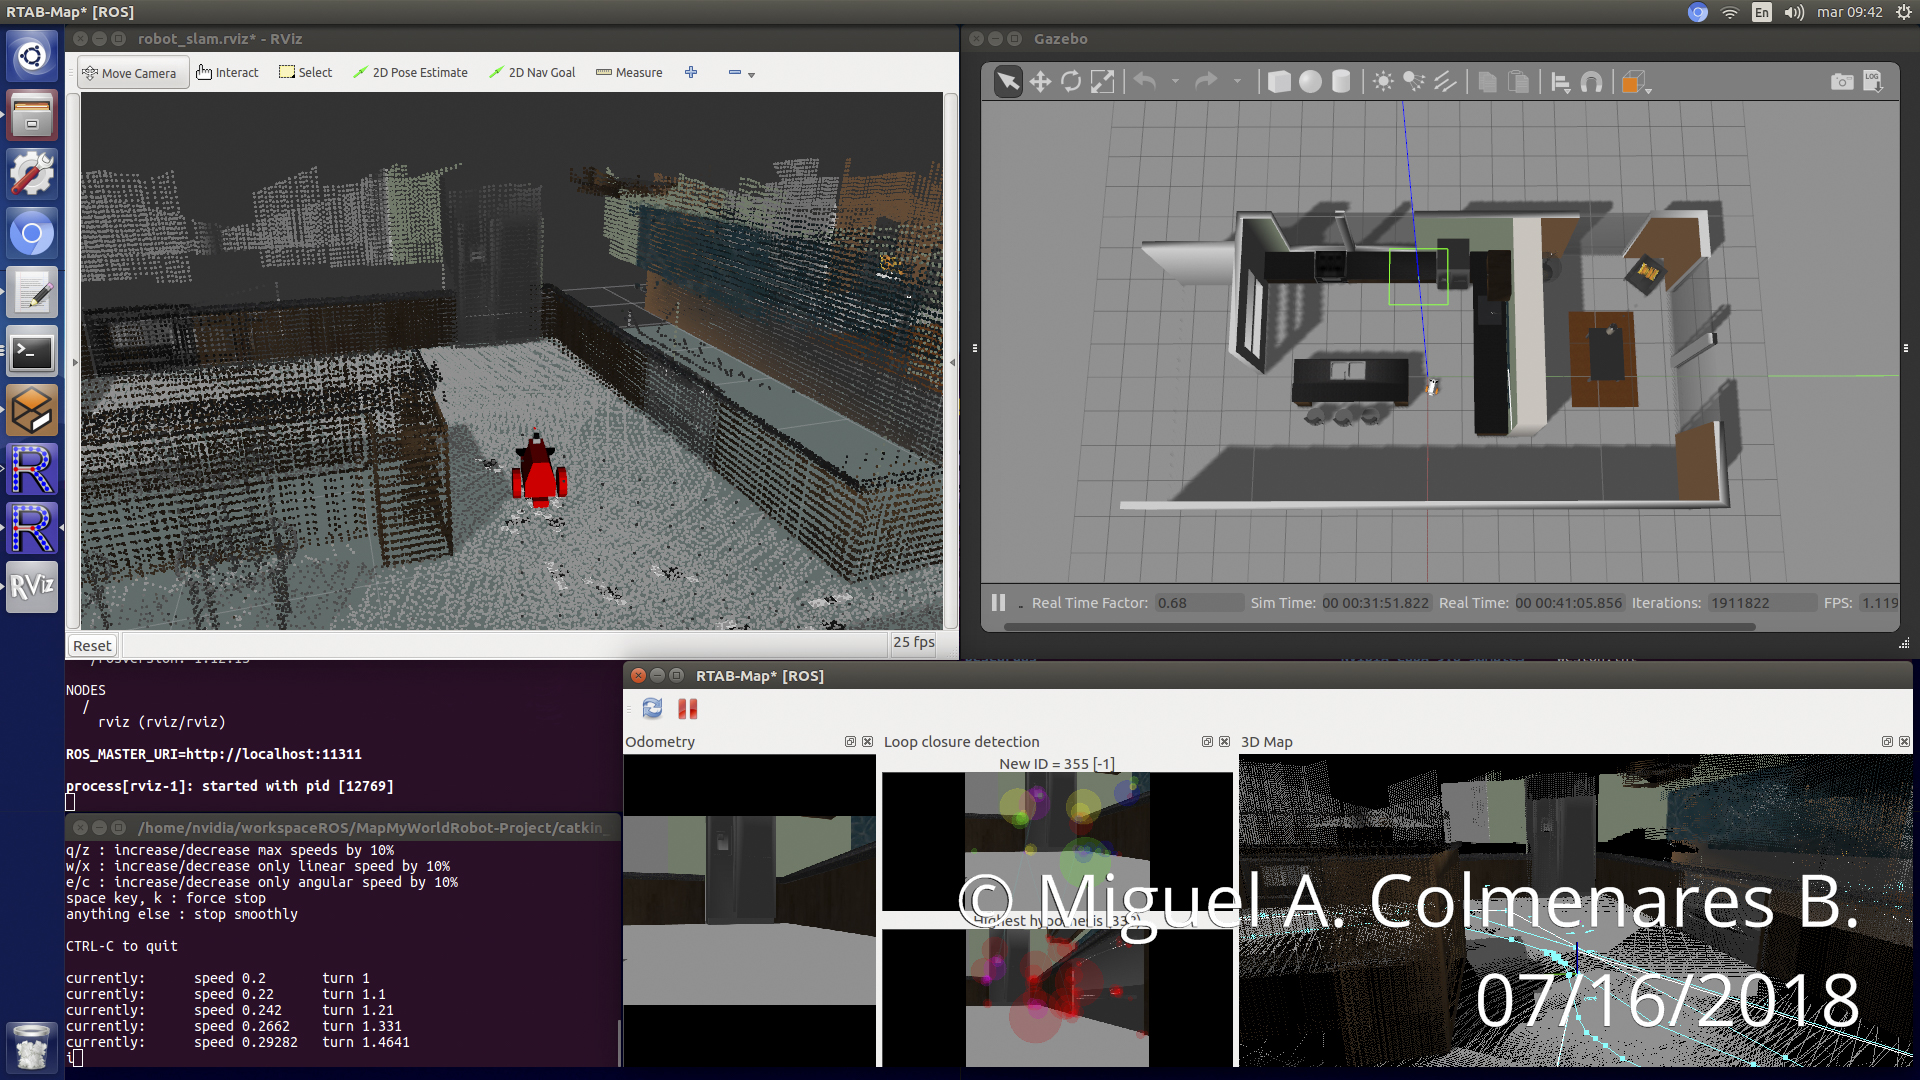 RTAB-Map* [ROS]
En
mar 09:42
robot_slam.rviz* - RViz
Gazebo
Move Camera
Interact
Select
2D Pose Estimate
2D Nav Goal
Measure
LOG
Real Time Factor: 0.68 Sim Time: 00 00:31:51.822 Real Time: 00 00:41:05.856 Iterations: 1911822 FPS: 1.119
Reset
25 fps
RViz
/rosversion: 1.12.13
NODES
/
rviz (rviz/rviz)
ROS_MASTER_URI=http://localhost:11311
process[rviz-1]: started with pid [12769]
/home/nvidia/workspaceROS/MapMyWorldRobot-Project/catkin_
q/z : increase/decrease max speeds by 10%
w/x : increase/decrease only linear speed by 10%
e/c : increase/decrease only angular speed by 10%
space key, k : force stop
anything else : stop smoothly
CTRL-C to quit
currently: speed 0.2 turn 1
currently: speed 0.22 turn 1.1
currently: speed 0.242 turn 1.21
currently: speed 0.2662 turn 1.331
currently: speed 0.29282 turn 1.4641
i
RTAB-Map* [ROS]
Odometry
Loop closure detection
3D Map
New ID = 355 [-1]
Highest hypothesis (333)
© Miguel A. Colmenares B.
07/16/2018